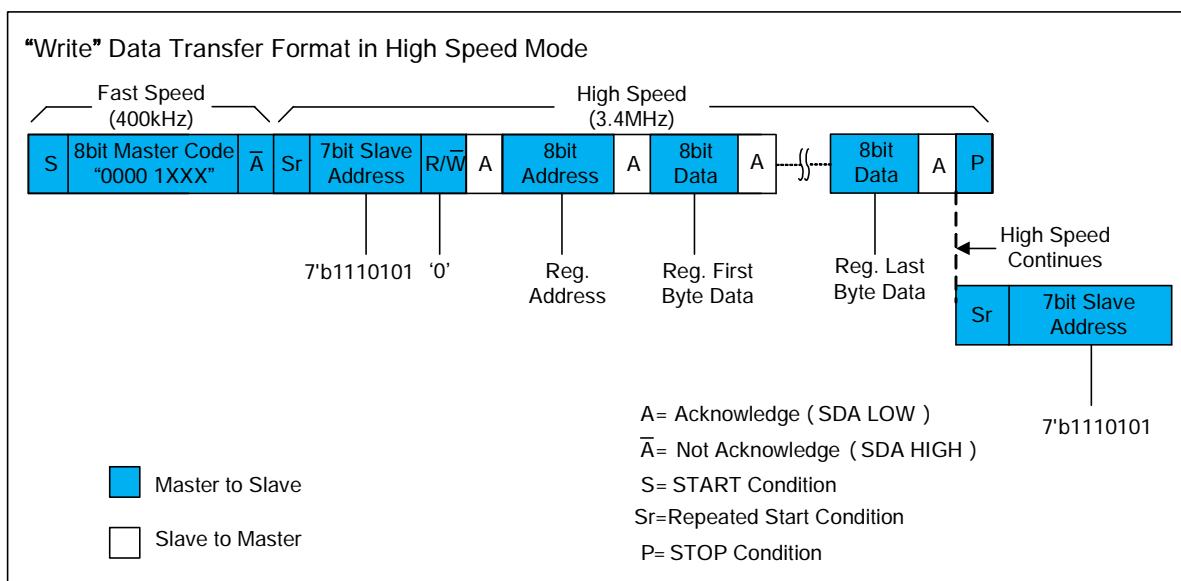 “Write” Data Transfer Format in High Speed Mode
Fast Speed
(400kHz)
High Speed
(3.4MHz)
S
8bit Master Code
“0000 1XXX”
A̅
Sr
7bit Slave
Address
R/W̅
A
8bit
Address
A
8bit
Data
A
8bit
Data
A
P
7'b1110101
‘0’
Reg.
Address
Reg. First
Byte Data
Reg. Last
Byte Data
High Speed
Continues
Sr
7bit Slave
Address
7'b1110101
A= Acknowledge ( SDA LOW )
A̅= Not Acknowledge ( SDA HIGH )
S= START Condition
Sr=Repeated Start Condition
P= STOP Condition
Master to Slave
Slave to Master